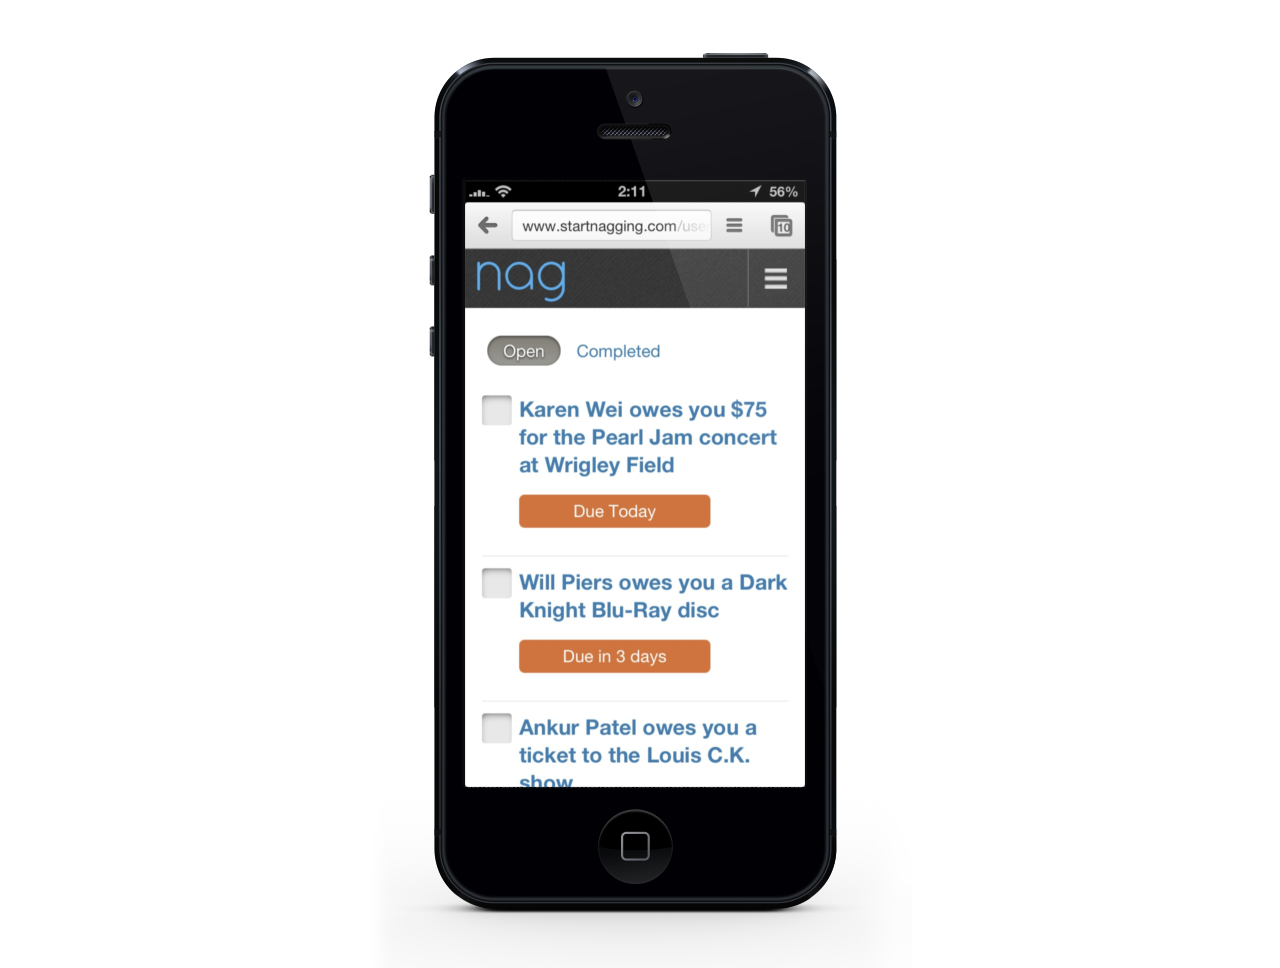 2:11
56%
www.startnagging.com/use
10
nag
Open
Completed
Karen Wei owes you $75
for the Pearl Jam concert
at Wrigley Field
Due Today
Will Piers owes you a Dark
Knight Blu-Ray disc
Due in 3 days
Ankur Patel owes you a
ticket to the Louis C.K.
show